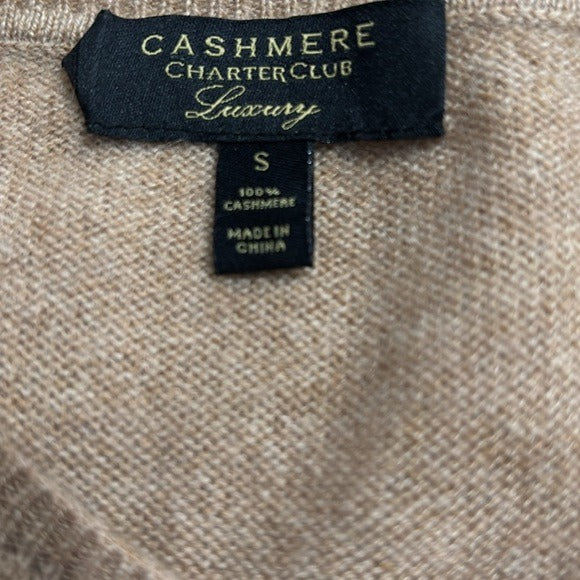 CASHMERE
CHARTER CLUB
Luxury
S
100%
CASHMERE
MADE IN
CHINA